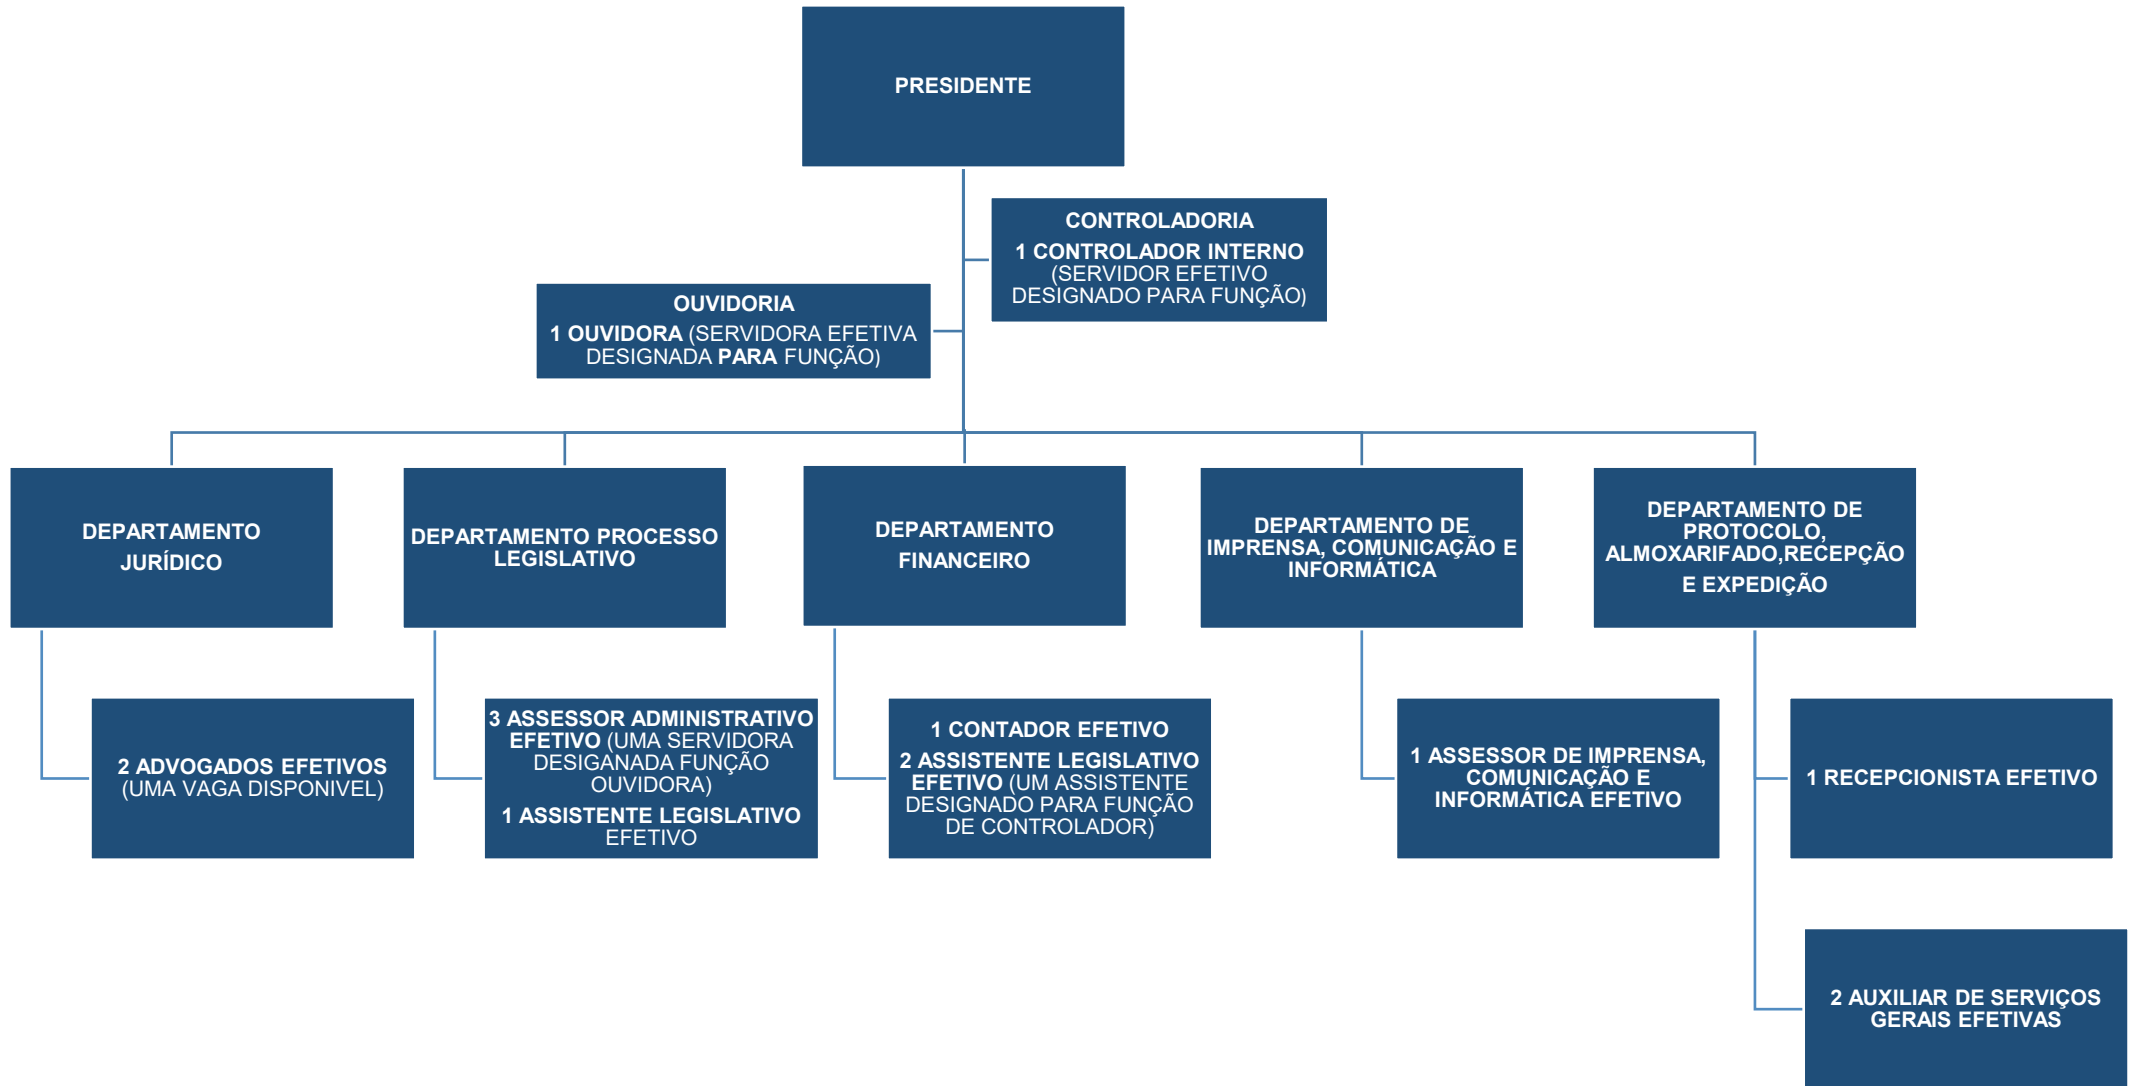 PRESIDENTE
CONTROLADORIA
1 CONTROLADOR INTERNO
(SERVIDOR EFETIVO
DESIGNADO PARA FUNÇÃO)
OUVIDORIA
1 OUVIDORA (SERVIDORA EFETIVA
DESIGNADA PARA FUNÇÃO)
DEPARTAMENTO
JURÍDICO
DEPARTAMENTO PROCESSO
LEGISLATIVO
DEPARTAMENTO
FINANCEIRO
DEPARTAMENTO DE
IMPRENSA, COMUNICAÇÃO E
INFORMÁTICA
DEPARTAMENTO DE
PROTOCOLO,
ALMOXARIFADO,RECEPÇÃO
E EXPEDIÇÃO
2 ADVOGADOS EFETIVOS
(UMA VAGA DISPONIVEL)
3 ASSESSOR ADMINISTRATIVO
EFETIVO (UMA SERVIDORA
DESIGANADA FUNÇÃO
OUVIDORA)
1 ASSISTENTE LEGISLATIVO
EFETIVO
1 CONTADOR EFETIVO
2 ASSISTENTE LEGISLATIVO
EFETIVO (UM ASSISTENTE
DESIGNADO PARA FUNÇÃO
DE CONTROLADOR)
1 ASSESSOR DE IMPRENSA,
COMUNICAÇÃO E
INFORMÁTICA EFETIVO
1 RECEPCIONISTA EFETIVO
2 AUXILIAR DE SERVIÇOS
GERAIS EFETIVAS